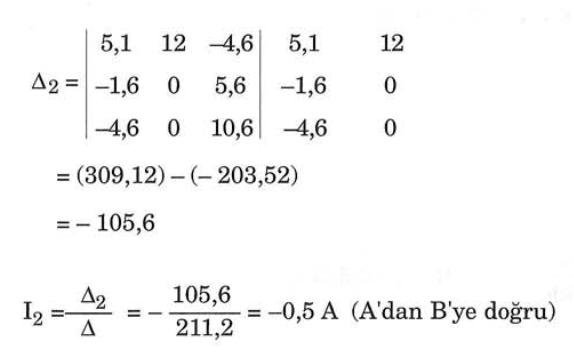 5,1 12 –4,6 5,1 12
Δ2 = –1,6 0 5,6 –1,6 0
–4,6 0 10,6 –4,6 0
= (309,12) – (– 203,52)
= – 105,6
I2 = Δ2/Δ = – 105,6/211,2 = –0,5 A (A'dan B'ye doğru)